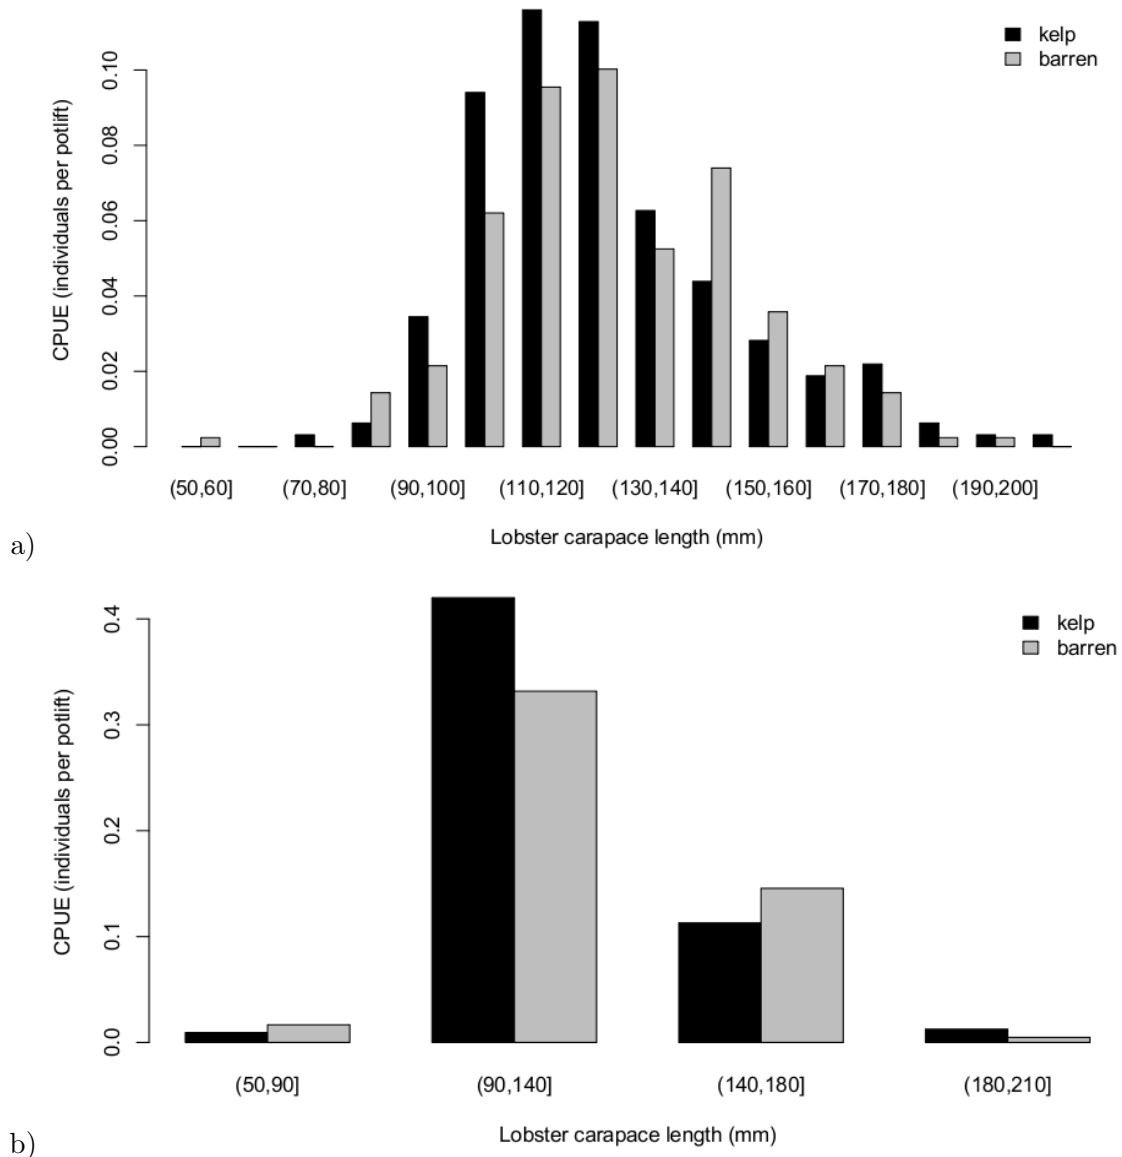 kelp
barren
CPUE (individuals per potlift)
0.10
0.08
0.06
0.04
0.02
0.00
(50,60] (70,80] (90,100] (110,120] (130,140] (150,160] (170,180] (190,200]
Lobster carapace length (mm)
a)
kelp
barren
CPUE (individuals per potlift)
0.4
0.3
0.2
0.1
0.0
(50,90] (90,140] (140,180] (180,210]
Lobster carapace length (mm)
b)